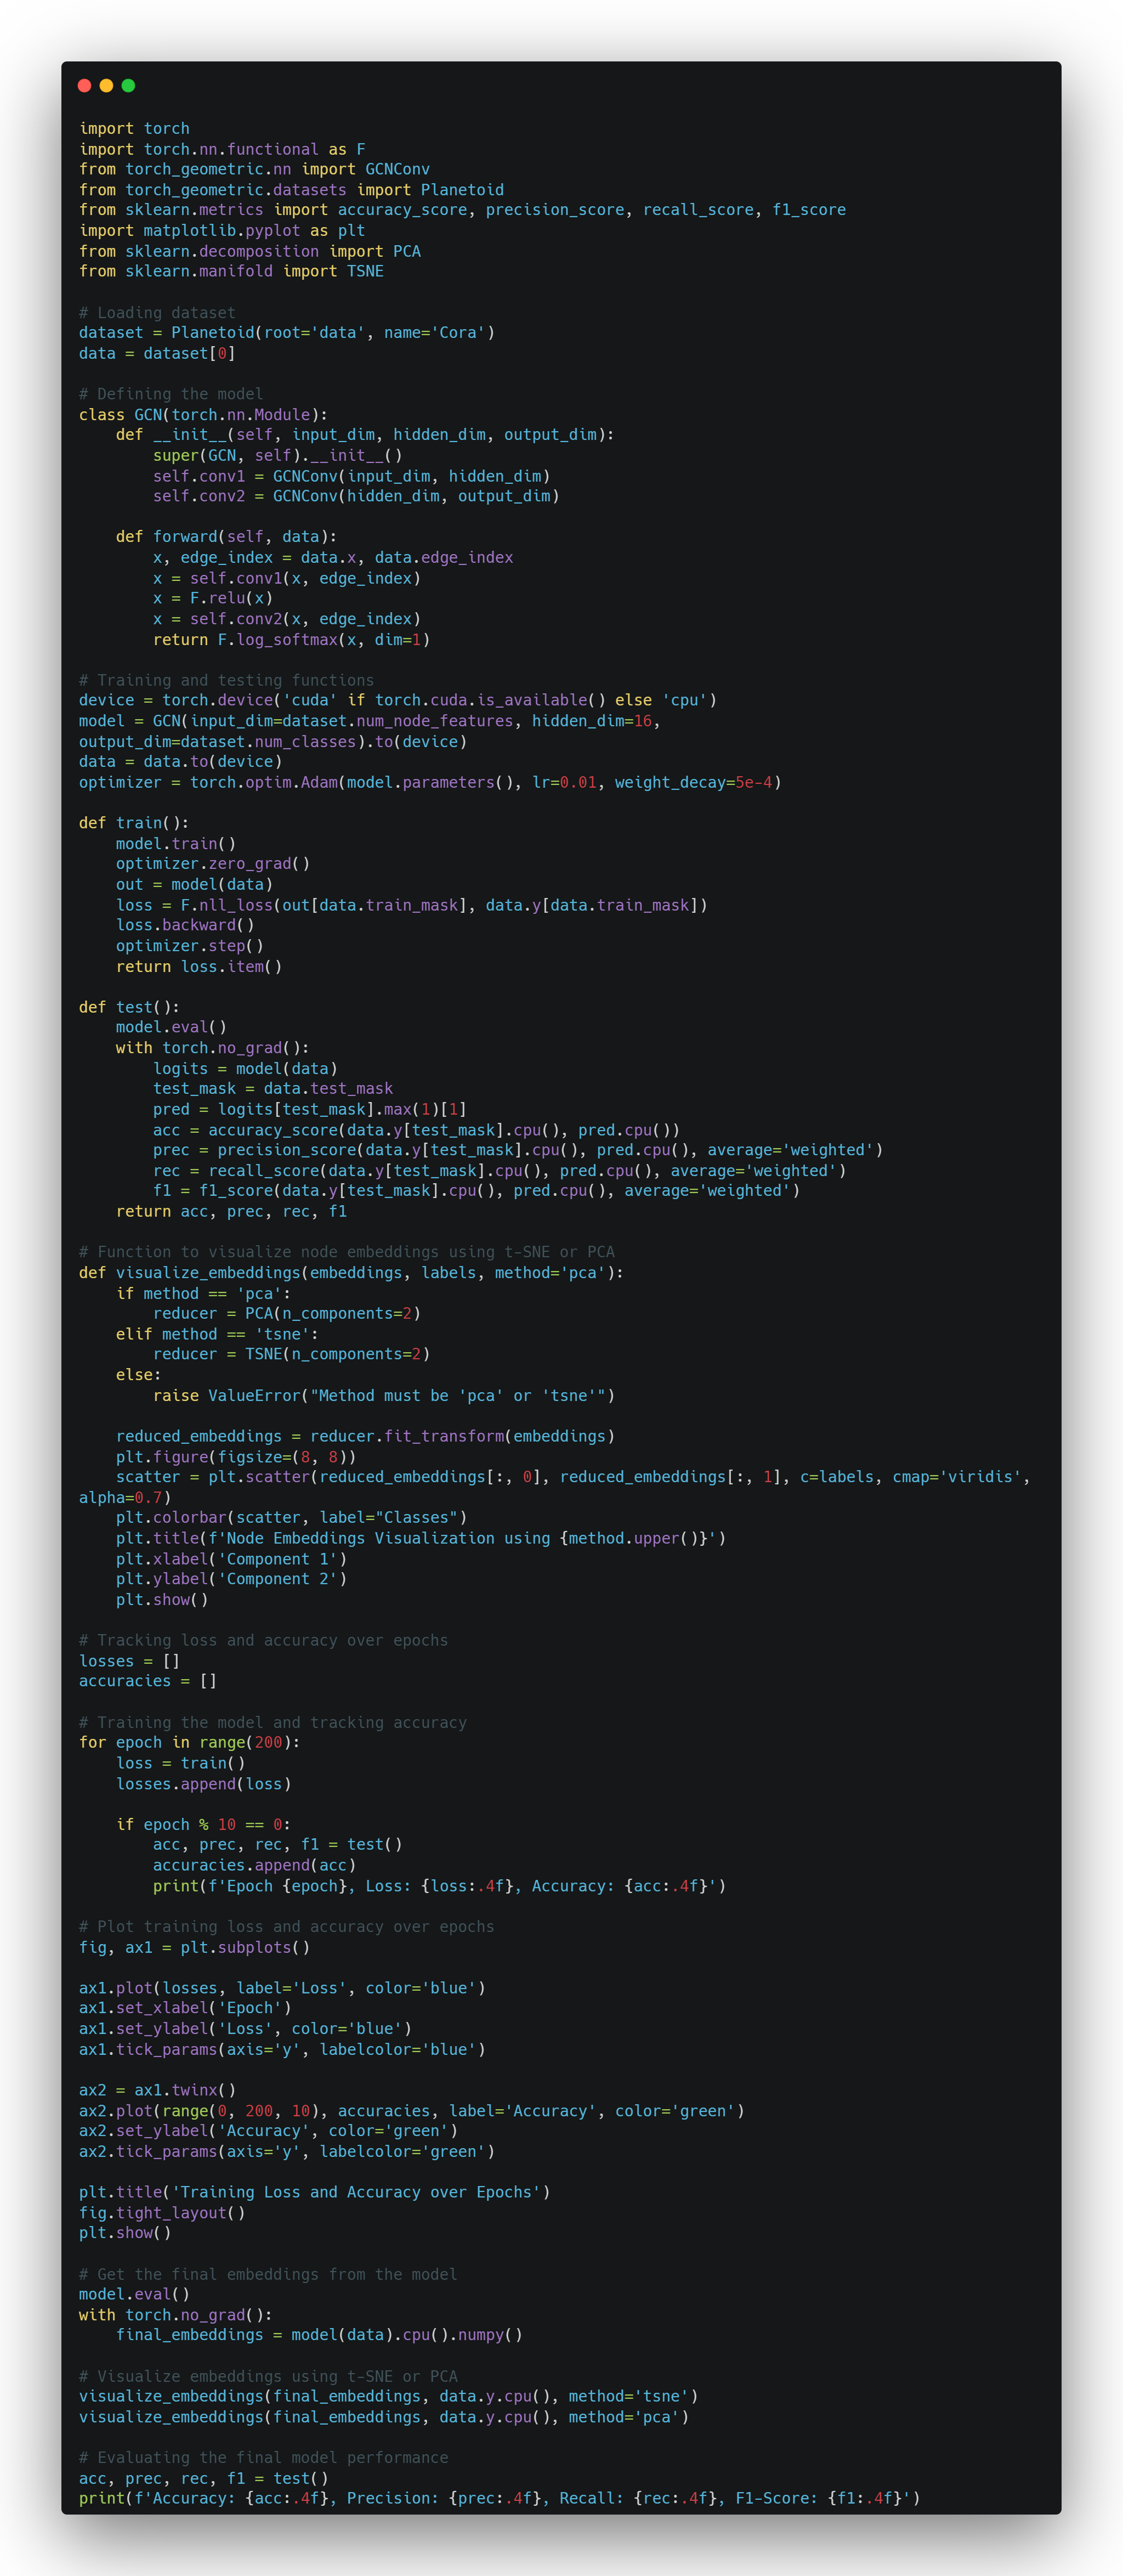 import torch
import torch.nn.functional as F
from torch_geometric.nn import GCNConv
from torch_geometric.datasets import Planetoid
from sklearn.metrics import accuracy_score, precision_score, recall_score, f1_score
import matplotlib.pyplot as plt
from sklearn.decomposition import PCA
from sklearn.manifold import TSNE

# Loading dataset
dataset = Planetoid(root='data', name='Cora')
data = dataset[0]

# Defining the model
class GCN(torch.nn.Module):
    def __init__(self, input_dim, hidden_dim, output_dim):
        super(GCN, self).__init__()
        self.conv1 = GCNConv(input_dim, hidden_dim)
        self.conv2 = GCNConv(hidden_dim, output_dim)

    def forward(self, data):
        x, edge_index = data.x, data.edge_index
        x = self.conv1(x, edge_index)
        x = F.relu(x)
        x = self.conv2(x, edge_index)
        return F.log_softmax(x, dim=1)

# Training and testing functions
device = torch.device('cuda' if torch.cuda.is_available() else 'cpu')
model = GCN(input_dim=dataset.num_node_features, hidden_dim=16,
output_dim=dataset.num_classes).to(device)
data = data.to(device)
optimizer = torch.optim.Adam(model.parameters(), lr=0.01, weight_decay=5e-4)

def train():
    model.train()
    optimizer.zero_grad()
    out = model(data)
    loss = F.nll_loss(out[data.train_mask], data.y[data.train_mask])
    loss.backward()
    optimizer.step()
    return loss.item()

def test():
    model.eval()
    with torch.no_grad():
        logits = model(data)
        test_mask = data.test_mask
        pred = logits[test_mask].max(1)[1]
        acc = accuracy_score(data.y[test_mask].cpu(), pred.cpu())
        prec = precision_score(data.y[test_mask].cpu(), pred.cpu(), average='weighted')
        rec = recall_score(data.y[test_mask].cpu(), pred.cpu(), average='weighted')
        f1 = f1_score(data.y[test_mask].cpu(), pred.cpu(), average='weighted')
    return acc, prec, rec, f1

# Function to visualize node embeddings using t-SNE or PCA
def visualize_embeddings(embeddings, labels, method='pca'):
    if method == 'pca':
        reducer = PCA(n_components=2)
    elif method == 'tsne':
        reducer = TSNE(n_components=2)
    else:
        raise ValueError("Method must be 'pca' or 'tsne'")

    reduced_embeddings = reducer.fit_transform(embeddings)
    plt.figure(figsize=(8, 8))
    scatter = plt.scatter(reduced_embeddings[:, 0], reduced_embeddings[:, 1], c=labels, cmap='viridis',
alpha=0.7)
    plt.colorbar(scatter, label="Classes")
    plt.title(f'Node Embeddings Visualization using {method.upper()}')
    plt.xlabel('Component 1')
    plt.ylabel('Component 2')
    plt.show()

# Tracking loss and accuracy over epochs
losses = []
accuracies = []

# Training the model and tracking accuracy
for epoch in range(200):
    loss = train()
    losses.append(loss)

    if epoch % 10 == 0:
        acc, prec, rec, f1 = test()
        accuracies.append(acc)
        print(f'Epoch {epoch}, Loss: {loss:.4f}, Accuracy: {acc:.4f}')

# Plot training loss and accuracy over epochs
fig, ax1 = plt.subplots()

ax1.plot(losses, label='Loss', color='blue')
ax1.set_xlabel('Epoch')
ax1.set_ylabel('Loss', color='blue')
ax1.tick_params(axis='y', labelcolor='blue')

ax2 = ax1.twinx()
ax2.plot(range(0, 200, 10), accuracies, label='Accuracy', color='green')
ax2.set_ylabel('Accuracy', color='green')
ax2.tick_params(axis='y', labelcolor='green')

plt.title('Training Loss and Accuracy over Epochs')
fig.tight_layout()
plt.show()

# Get the final embeddings from the model
model.eval()
with torch.no_grad():
    final_embeddings = model(data).cpu().numpy()

# Visualize embeddings using t-SNE or PCA
visualize_embeddings(final_embeddings, data.y.cpu(), method='tsne')
visualize_embeddings(final_embeddings, data.y.cpu(), method='pca')

# Evaluating the final model performance
acc, prec, rec, f1 = test()
print(f'Accuracy: {acc:.4f}, Precision: {prec:.4f}, Recall: {rec:.4f}, F1-Score: {f1:.4f}')